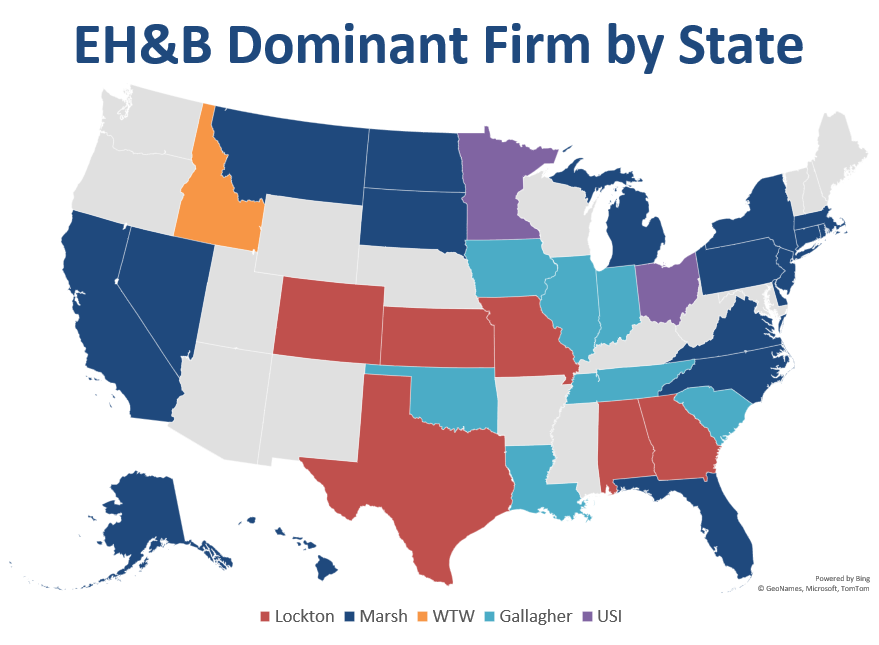 EH&B Dominant Firm by State
Powered by Bing
© GeoNames, Microsoft, TomTom
Lockton Marsh WTW Gallagher USI